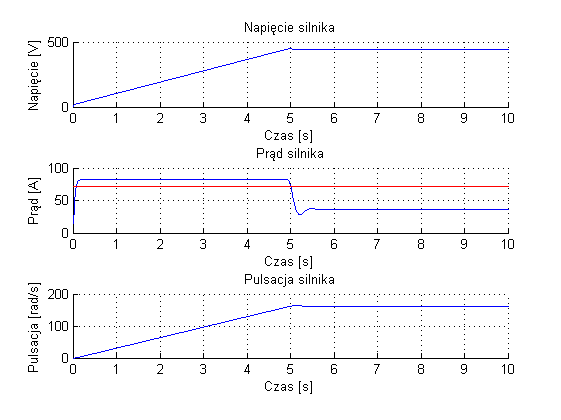 Napięcie silnika
Napięcie [V]
500
0
0 1 2 3 4 5 6 7 8 9 10
Czas [s]
Prąd silnika
Prąd [A]
100
50
0
0 1 2 3 4 5 6 7 8 9 10
Czas [s]
Pulsacja silnika
Pulsacja [rad/s]
200
100
0
0 1 2 3 4 5 6 7 8 9 10
Czas [s]